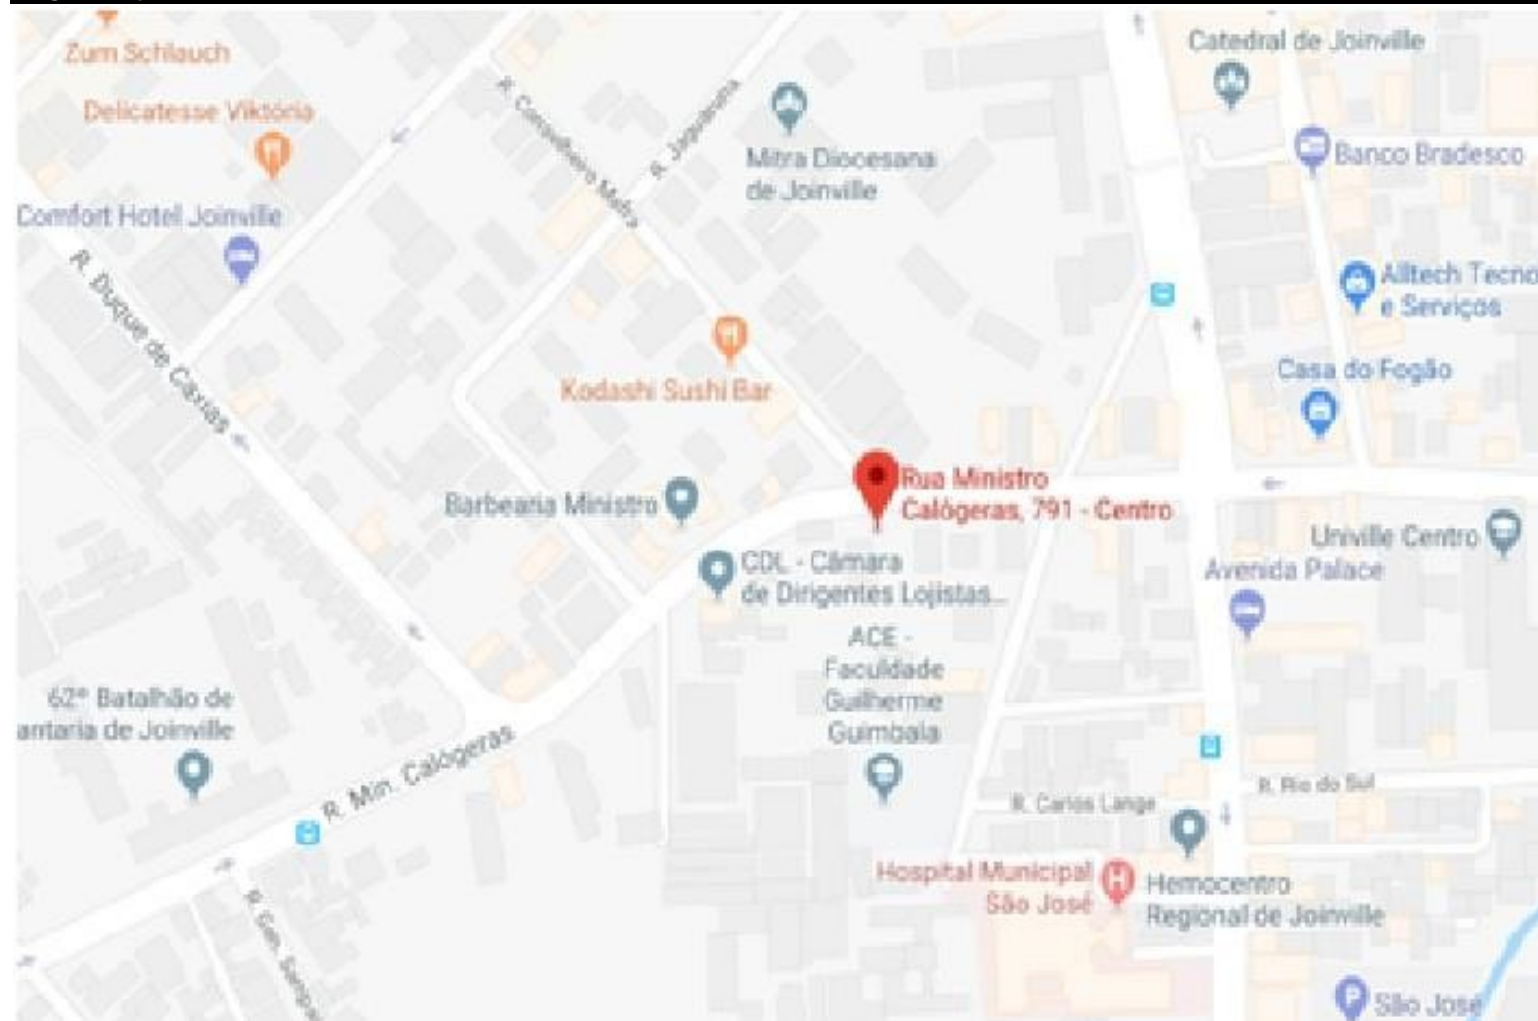 Zum Schlauch
Delicatesse Viktória
Comfort Hotel Joinville
R. Duque de Caxias
R. Conselheiro Mafra
R. Jaguaruna
Mitra Diocesana
de Joinville
Catedral de Joinville
Banco Bradesco
Alltech Tecno
e Serviços
Casa do Fogão
Kodashi Sushi Bar
Barbearia Ministro
Rua Ministro
Calógeras, 791 - Centro
CDL - Câmara
de Dirigentes Lojistas...
Univille Centro
Avenida Palace
ACE -
Faculdade
Guilherme
Guimbala
62º Batalhão de
antaria de Joinville
R. Min. Calógeras
R. Carlos Lange
R. Rio do Sul
Hospital Municipal
São José
Hemocentro
Regional de Joinville
R. Gen.
São José